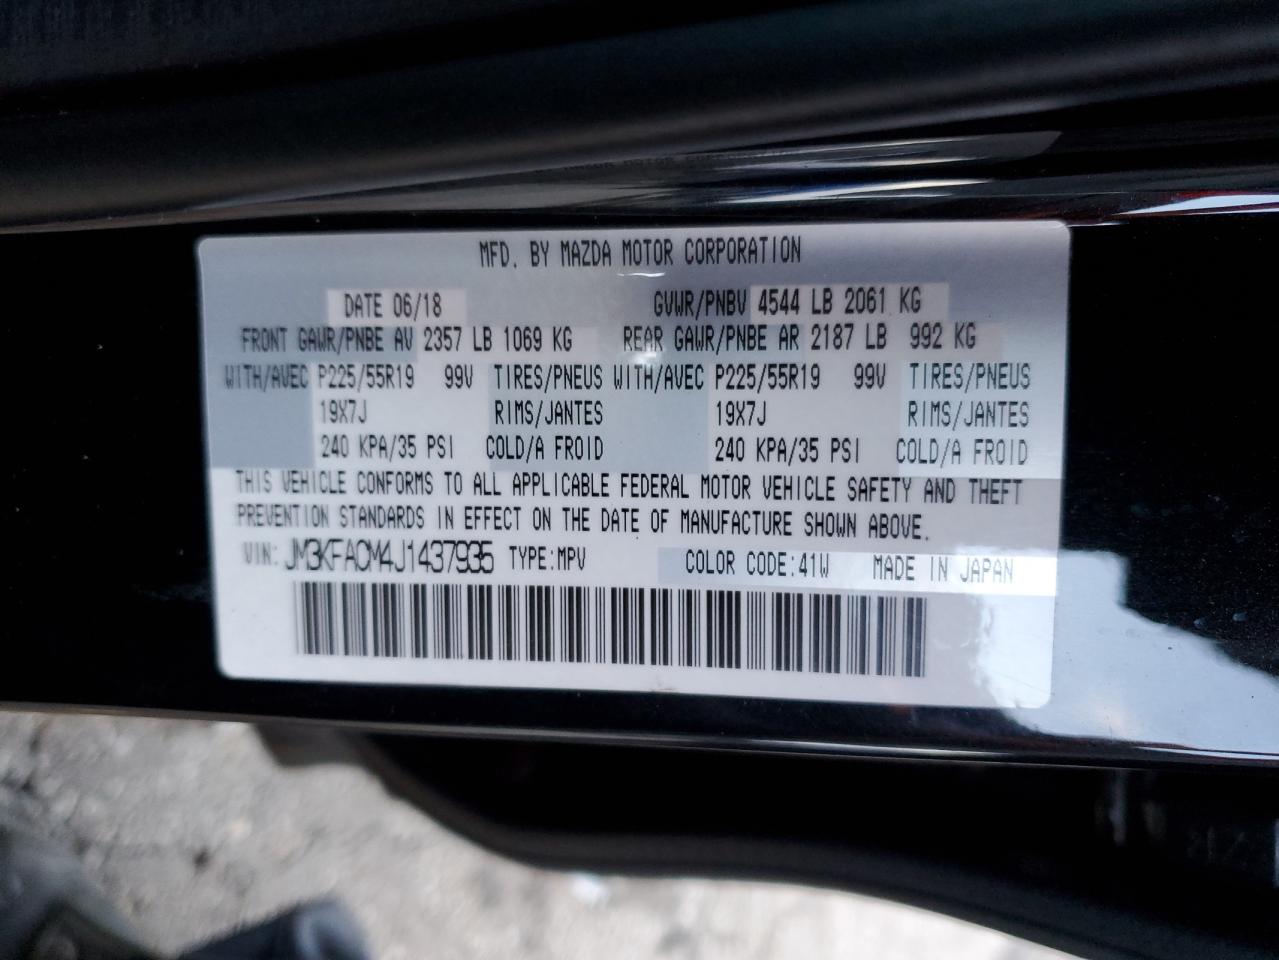 MFD. BY MAZDA MOTOR CORPORATION
DATE 06/18 GVWR/PNBV 4544 LB 2061 KG
FRONT GAWR/PNBE AV 2357 LB 1069 KG REAR GAWR/PNBE AR 2187 LB 992 KG
WITH/AVEC P225/55R19 99V TIRES/PNEUS WITH/AVEC P225/55R19 99V TIRES/PNEUS
19X7J RIMS/JANTES 19X7J RIMS/JANTES
240 KPA/35 PSI COLD/A FROID 240 KPA/35 PSI COLD/A FROID
THIS VEHICLE CONFORMS TO ALL APPLICABLE FEDERAL MOTOR VEHICLE SAFETY AND THEFT
PREVENTION STANDARDS IN EFFECT ON THE DATE OF MANUFACTURE SHOWN ABOVE.
VIN: JM3KFACM4J1437935 TYPE:MPV COLOR CODE:41W MADE IN JAPAN